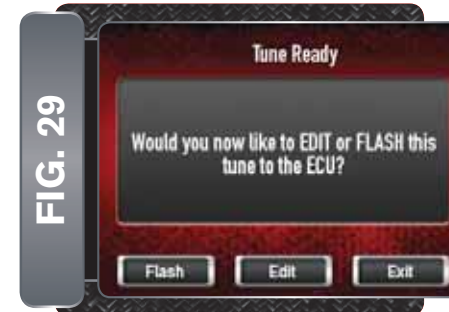 FIG. 29
Tune Ready
Would you now like to EDIT or FLASH this
tune to the ECU?
Flash
Edit
Exit